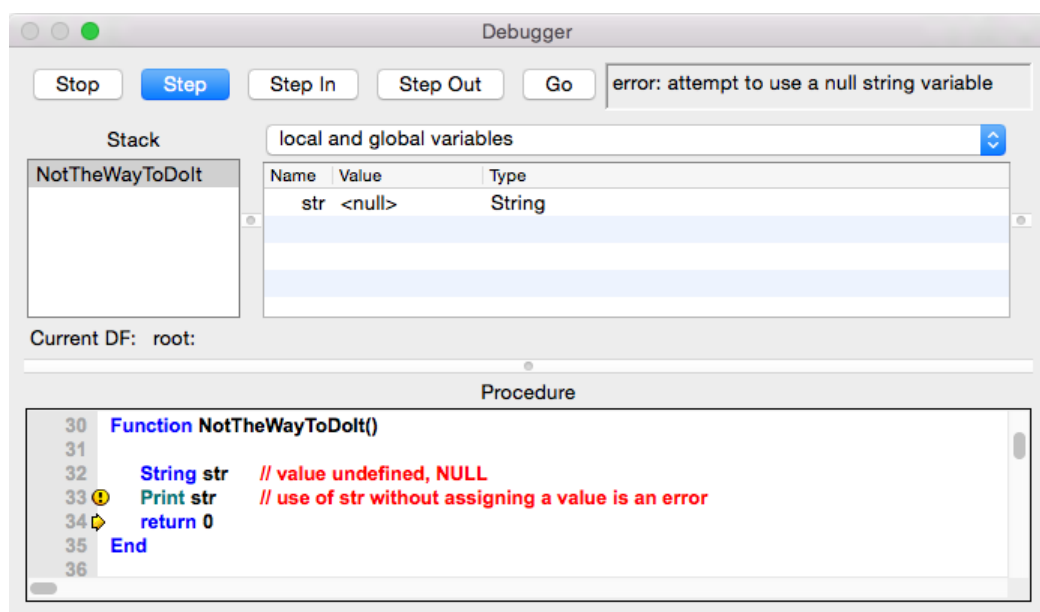 Debugger
Stop Step Step In Step Out Go error: attempt to use a null string variable
Stack local and global variables
NotTheWayToDoIt Name Value Type
str <null> String
Current DF: root:
Procedure
30 Function NotTheWayToDoIt()
31
32 String str // value undefined, NULL
33 Print str // use of str without assigning a value is an error
34 return 0
35 End
36